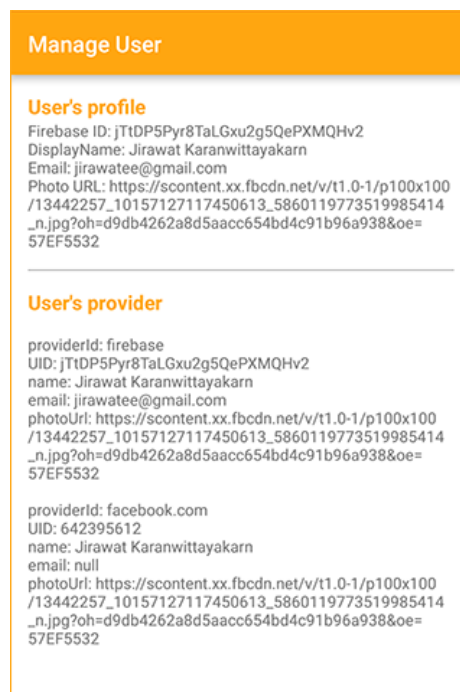 Manage User
User's profile
Firebase ID: jTtDP5Pyr8TaLGxu2g5QePXMQHv2
DisplayName: Jirawat Karanwittayakarn
Email: jirawatee@gmail.com
Photo URL: https://scontent.xx.fbcdn.net/v/t1.0-1/p100x100
/13442257_10157127117450613_5860119773519985414
_n.jpg?oh=d9db4262a8d5aacc654bd4c91b96a938&oe=
57EF5532
User's provider
providerId: firebase
UID: jTtDP5Pyr8TaLGxu2g5QePXMQHv2
name: Jirawat Karanwittayakarn
email: jirawatee@gmail.com
photoUrl: https://scontent.xx.fbcdn.net/v/t1.0-1/p100x100
/13442257_10157127117450613_5860119773519985414
_n.jpg?oh=d9db4262a8d5aacc654bd4c91b96a938&oe=
57EF5532
providerId: facebook.com
UID: 642395612
name: Jirawat Karanwittayakarn
email: null
photoUrl: https://scontent.xx.fbcdn.net/v/t1.0-1/p100x100
/13442257_10157127117450613_5860119773519985414
_n.jpg?oh=d9db4262a8d5aacc654bd4c91b96a938&oe=
57EF5532